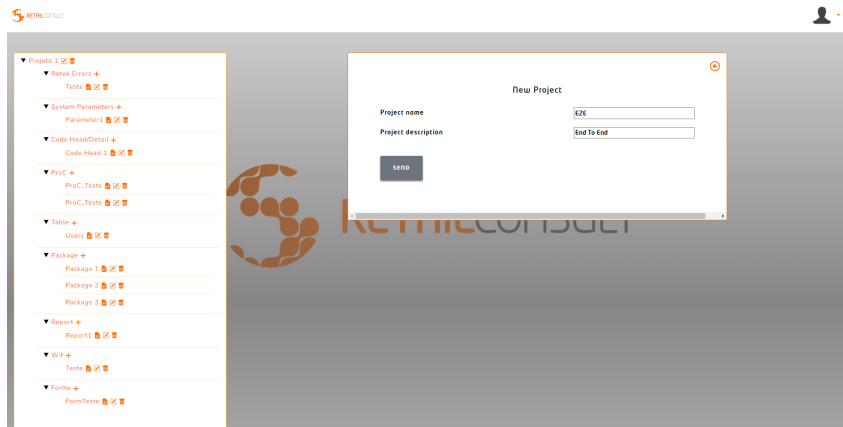 RETAILCONSULT
Projeto 1
Retek Errors
Teste
System Parameters
Parameter1
Code Head/Detail
Code Head 1
ProC
ProC_Teste
ProC_Teste
Table
Users
Package
Package 1
Package 2
Package 3
Report
Report1
Wif
Teste
Forms
FormTeste
New Project
Project name E2E
Project description End To End
SEND
RETAILCONSULT